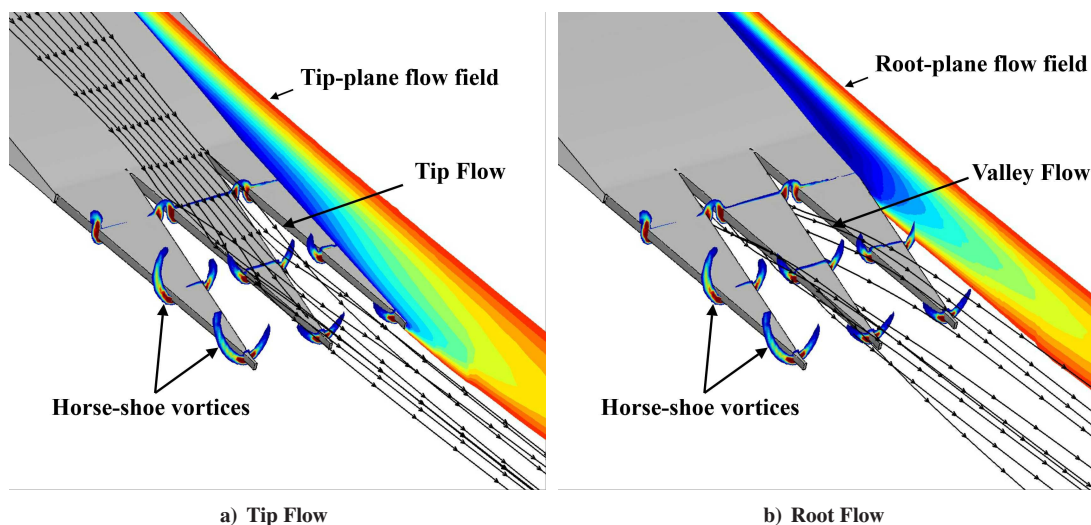 Tip-plane flow field
Tip Flow
Horse-shoe vortices
a) Tip Flow
Root-plane flow field
Valley Flow
Horse-shoe vortices
b) Root Flow